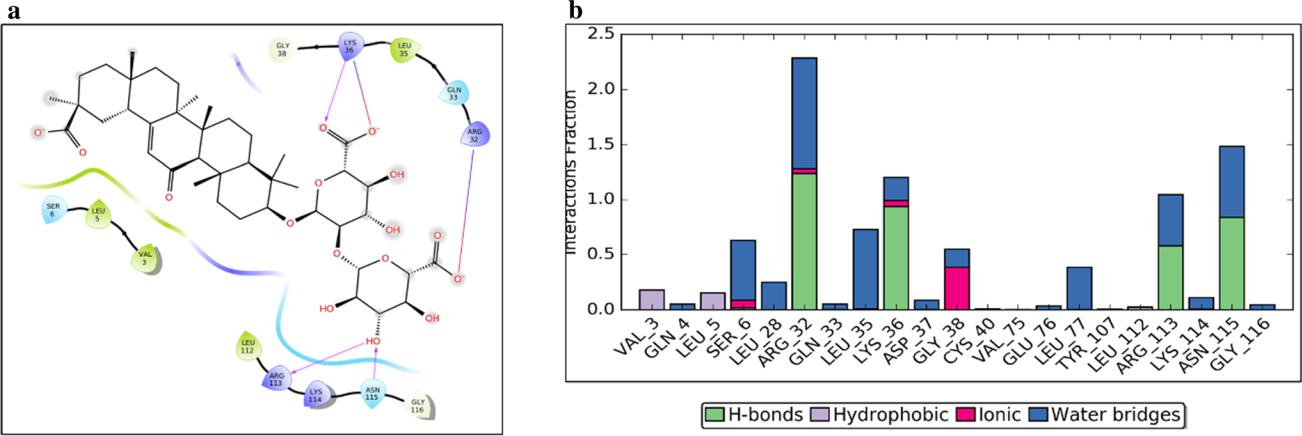 a
b
GLY
38
LYS
36
LEU
35
GLN
33
ARG
32
O
O-
O-
O
OH
O
O
OH
O
O
O
O
O-
SER
6
LEU
5
VAL
3
HO
OH
HO
LEU
112
ARG
113
LYS
114
ASN
115
GLY
116
Interactions Fraction
2.5
2.0
1.5
1.0
0.5
0.0
VAL_3
GLN_4
LEU_5
SER_6
LEU_28
ARG_32
GLN_33
LEU_35
LYS_36
ASP_37
GLY_38
CYS_40
VAL_75
GLU_76
LEU_77
TYR_107
LEU_112
ARG_113
LYS_114
ASN_115
GLY_116
H-bonds Hydrophobic Ionic Water bridges